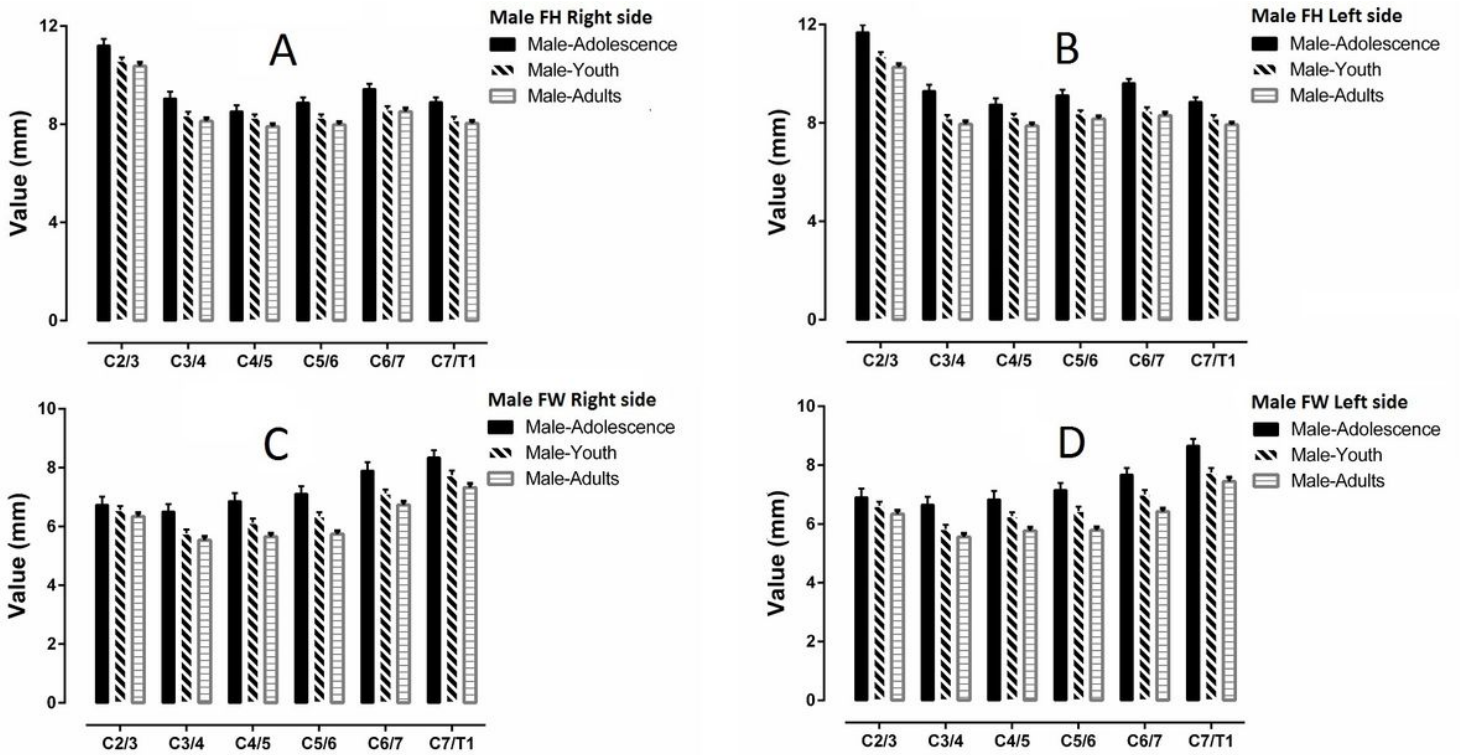 Male FH Right side
Male-Adolescence
Male-Youth
Male-Adults
A
Value (mm)
12
8
4
0
C2/3 C3/4 C4/5 C5/6 C6/7 C7/T1
Male FH Left side
Male-Adolescence
Male-Youth
Male-Adults
B
Value (mm)
12
8
4
0
C2/3 C3/4 C4/5 C5/6 C6/7 C7/T1
Male FW Right side
Male-Adolescence
Male-Youth
Male-Adults
C
Value (mm)
10
8
6
4
2
0
C2/3 C3/4 C4/5 C5/6 C6/7 C7/T1
Male FW Left side
Male-Adolescence
Male-Youth
Male-Adults
D
Value (mm)
10
8
6
4
2
0
C2/3 C3/4 C4/5 C5/6 C6/7 C7/T1